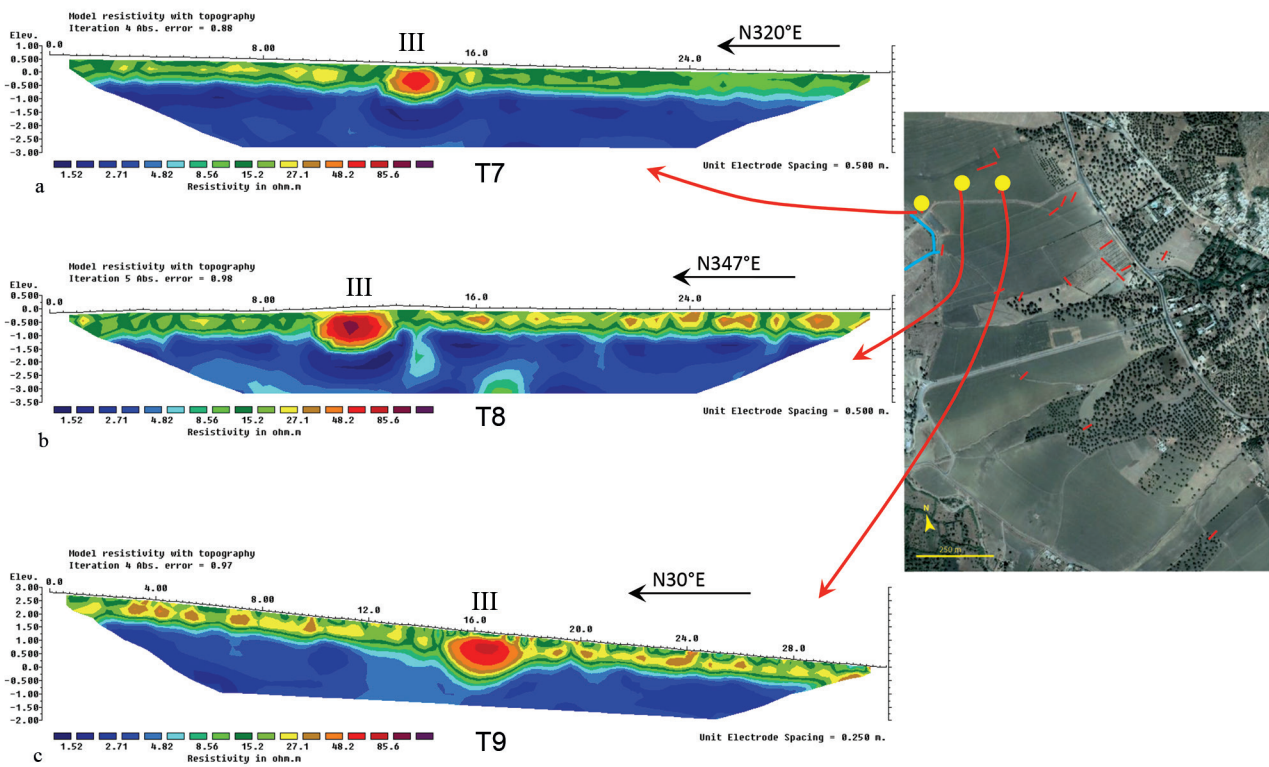 Model resistivity with topography
Iteration 4 Abs. error = 0.88
III
N320°E
Elev.
0.0 8.00 16.0 24.0
1.00
0.500
0.0
-0.500
-1.00
-1.50
-2.00
-2.50
-3.00
1.52 2.71 4.82 8.56 15.2 27.1 48.2 85.6
Resistivity in ohm.m
T7
Unit Electrode Spacing = 0.500 m.
a
Model resistivity with topography
Iteration 5 Abs. error = 0.98
III
N347°E
Elev.
0.0 8.00 16.0 24.0
0.500
0.0
-0.500
-1.00
-1.50
-2.00
-2.50
-3.00
-3.50
1.52 2.71 4.82 8.56 15.2 27.1 48.2 85.6
Resistivity in ohm.m
T8
Unit Electrode Spacing = 0.500 m.
b
Model resistivity with topography
Iteration 4 Abs. error = 0.97
III
N30°E
Elev.
0.0 4.00 8.00 12.0 16.0 20.0 24.0 28.0
3.00
2.50
2.00
1.50
1.00
0.500
0.0
-0.500
-1.00
-1.50
-2.00
1.52 2.71 4.82 8.56 15.2 27.1 48.2 85.6
Resistivity in ohm.m
T9
Unit Electrode Spacing = 0.250 m.
c
N
250 m